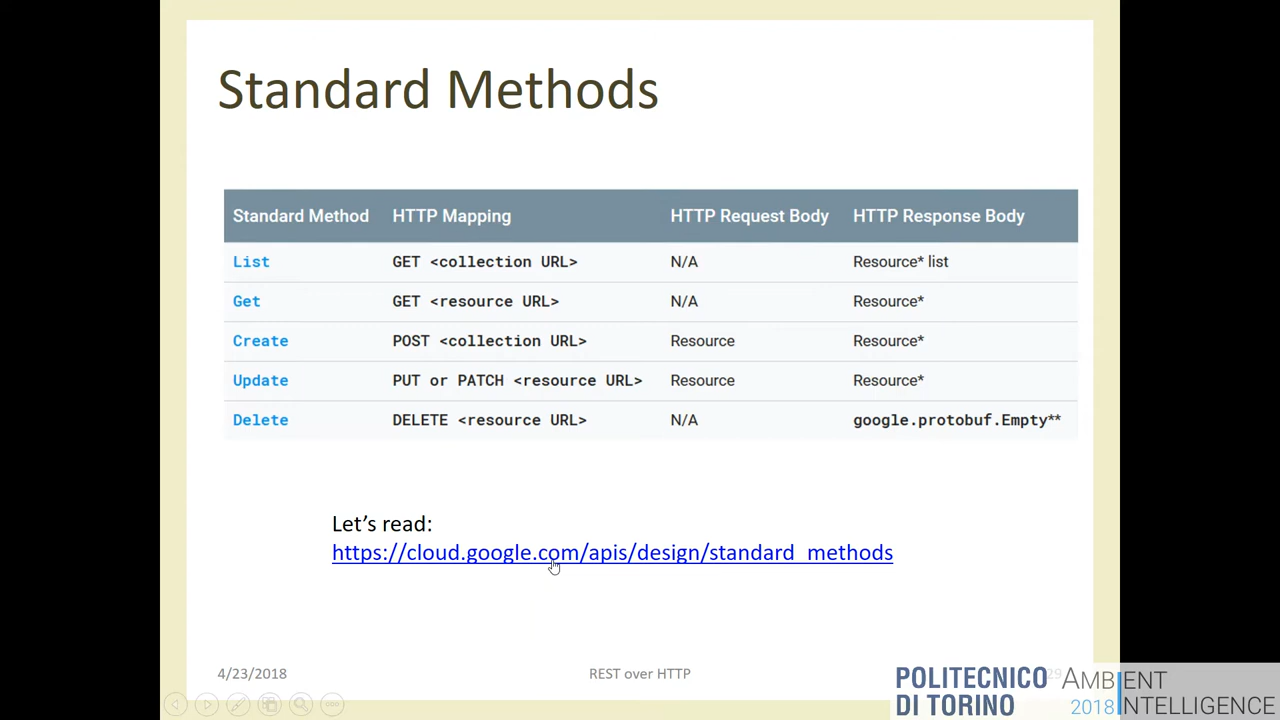 Standard Methods
Standard Method HTTP Mapping HTTP Request Body HTTP Response Body
List GET <collection URL> N/A Resource* list
Get GET <resource URL> N/A Resource*
Create POST <collection URL> Resource Resource*
Update PUT or PATCH <resource URL> Resource Resource*
Delete DELETE <resource URL> N/A google.protobuf.Empty**
Let's read:
https://cloud.google.com/apis/design/standard_methods
4/23/2018 REST over HTTP 29
POLITECNICO DI TORINO
AMBIENT
2018 INTELLIGENCE